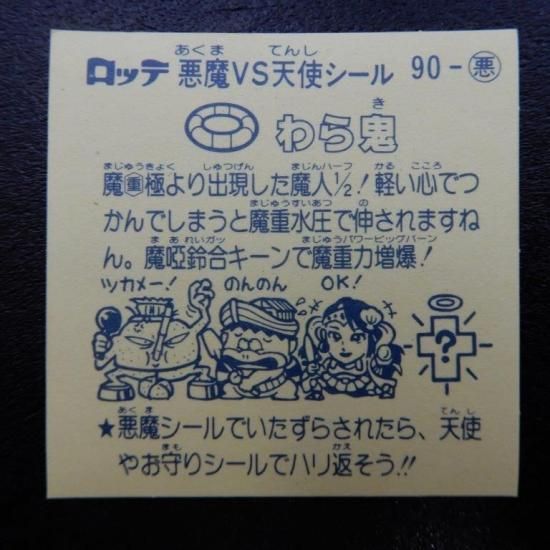 ロッテ 悪魔VS天使シール 90-悪
あくま てんし
わら鬼
き
まじゅうきょく しゅつげん まじんハーフ かる こころ
魔重極より出現した魔人1/2!軽い心でつ
まじゅうすいあつ の
かんでしまうと魔重水圧で伸されますね
まあれいガッ まじゅうパワービッグバーン
ん。魔啞鈴合キーンで魔重力増爆!
ツカメー! のんのん OK!
?
あくま てんし
★悪魔シールでいたずらされたら、天使
まも かえ
やお守りシールでハリ返そう!!